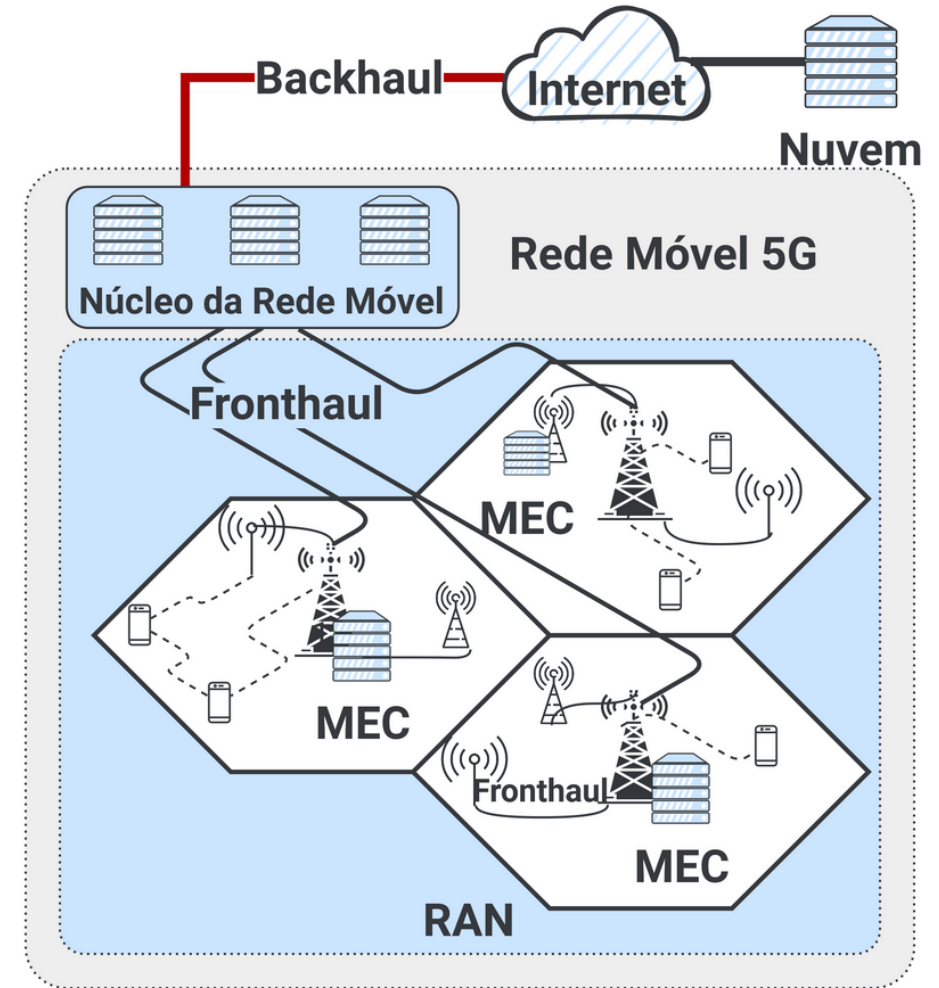 Backhaul
Internet
Nuvem
Rede Móvel 5G
Núcleo da Rede Móvel
Fronthaul
MEC
MEC
Fronthaul
MEC
RAN